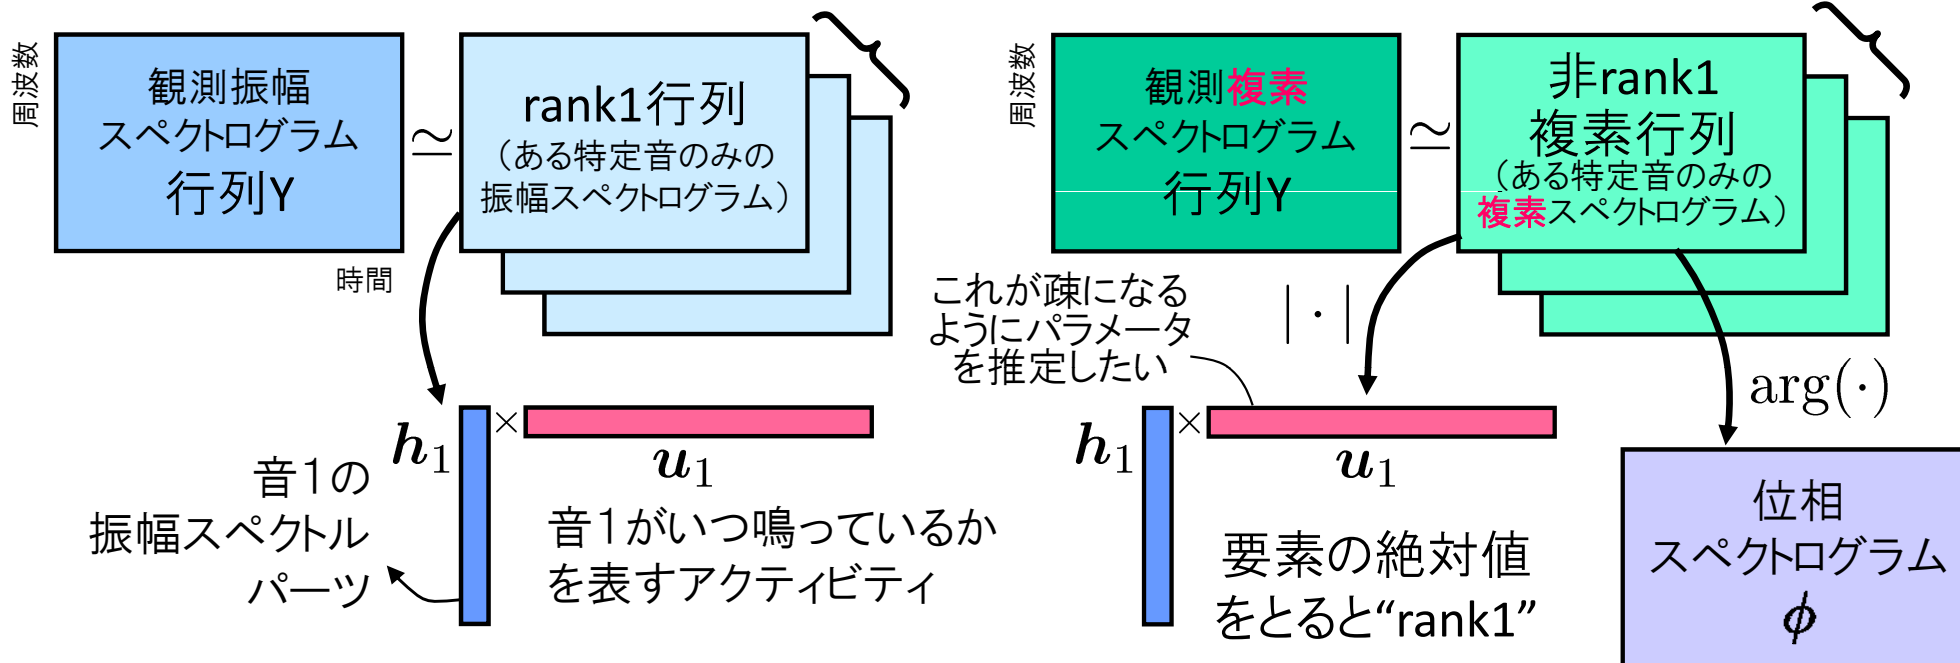 周波数
観測振幅
スペクトログラム
行列Y
時間
≃
rank1行列
（ある特定音のみの
振幅スペクトログラム）
h1
×
u1
音1の
振幅スペクトル
パーツ
音1がいつ鳴っているか
を表すアクティビティ
周波数
観測複素
スペクトログラム
行列Y
≃
非rank1
複素行列
（ある特定音のみの
複素スペクトログラム）
これが疎になる
ようにパラメータ
を推定したい
|·|
arg(·)
h1
×
u1
要素の絶対値
をとると“rank1”
位相
スペクトログラム
ϕ